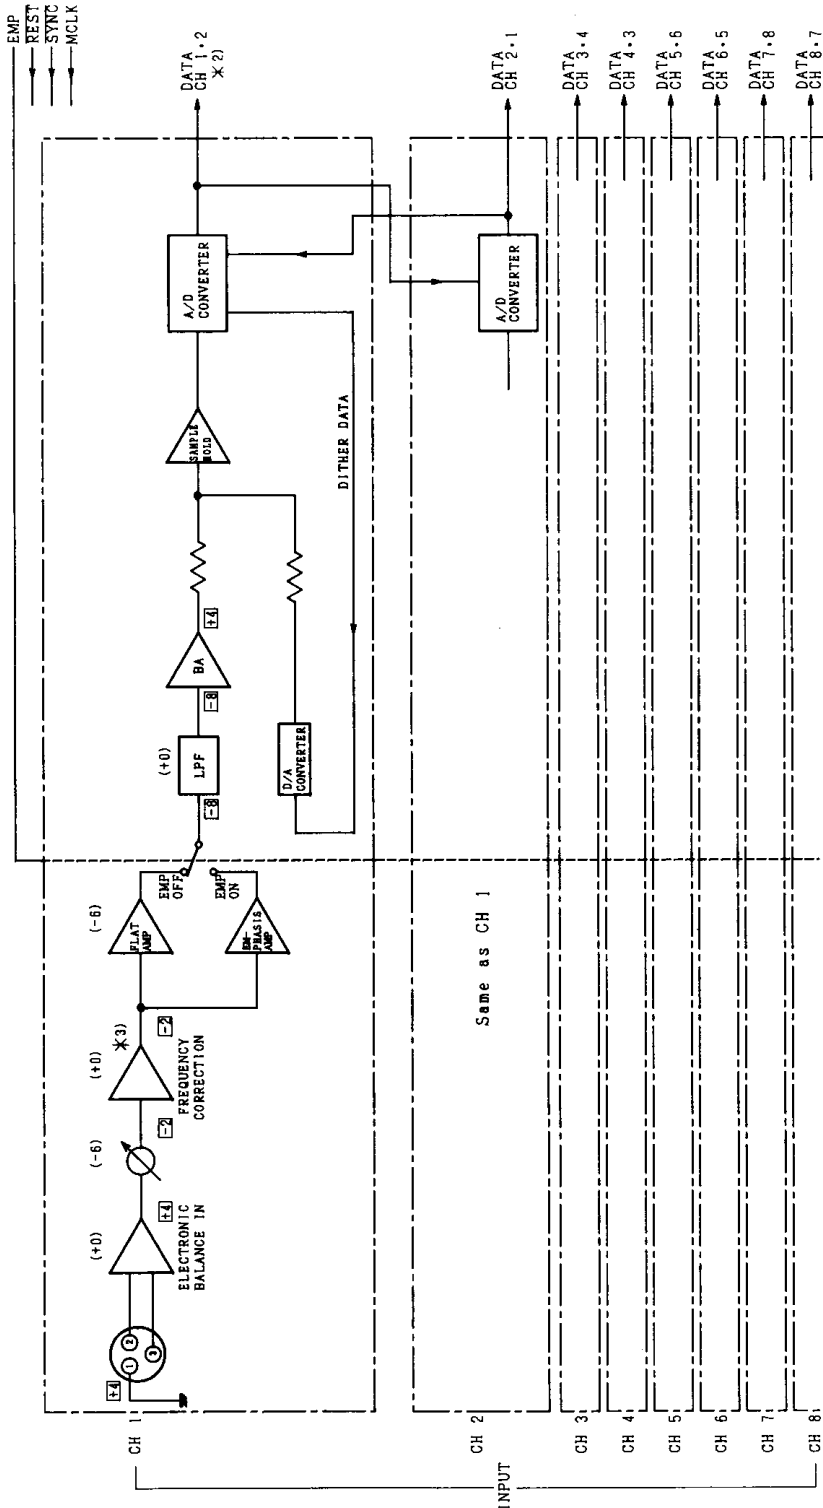 EMP
REST
SYNC
MCLK
INPUT
CH 1
CH 2
CH 3
CH 4
CH 5
CH 6
CH 7
CH 8
+4
1
2
3
(+0)
+4
ELECTRONIC
BALANCE IN
(-6)
-2
(+0)
*3)
-2
FREQUENCY
CORRECTION
(-6)
FLAT
AMP
EM-
PHASIS
AMP
EMP
OFF
EMP
ON
(+0)
-8
LPF
-8
BA
+4
D/A
CONVERTER
SAMPLE
HOLD
DITHER DATA
A/D
CONVERTER
DATA
CH 1·2
*2)
Same as CH 1
A/D
CONVERTER
DATA
CH 2·1
DATA
CH 3·4
DATA
CH 4·3
DATA
CH 5·6
DATA
CH 6·5
DATA
CH 7·8
DATA
CH 8·7